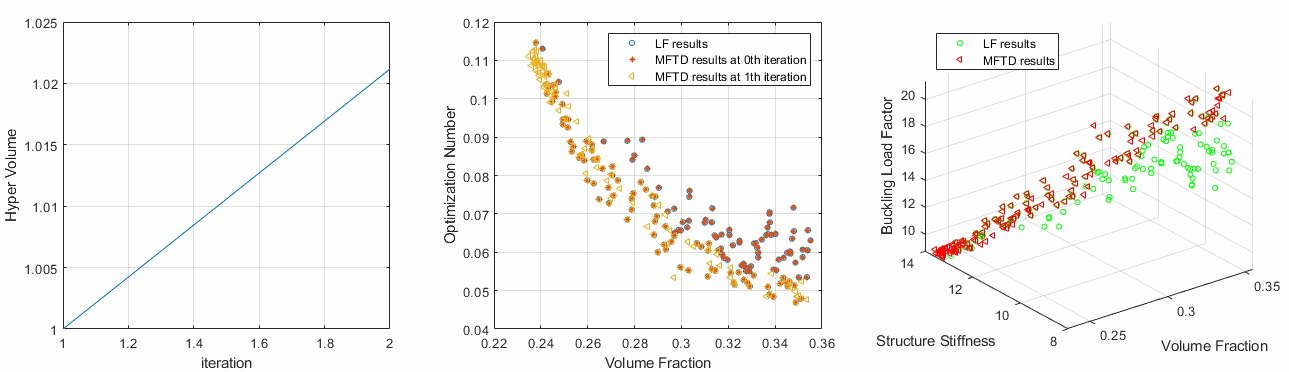 Hyper Volume
1.025
1.02
1.015
1.01
1.005
1
1 1.2 1.4 1.6 1.8 2
iteration
Optimization Number
0.12
0.11
0.1
0.09
0.08
0.07
0.06
0.05
0.04
0.22 0.24 0.26 0.28 0.3 0.32 0.34 0.36
Volume Fraction
LF results
MFTD results at 0th iteration
MFTD results at 1th iteration
LF results
MFTD results
Buckling Load Factor
20
18
16
14
12
10
14
12
10
8
Structure Stiffness
0.25
0.3
0.35
Volume Fraction